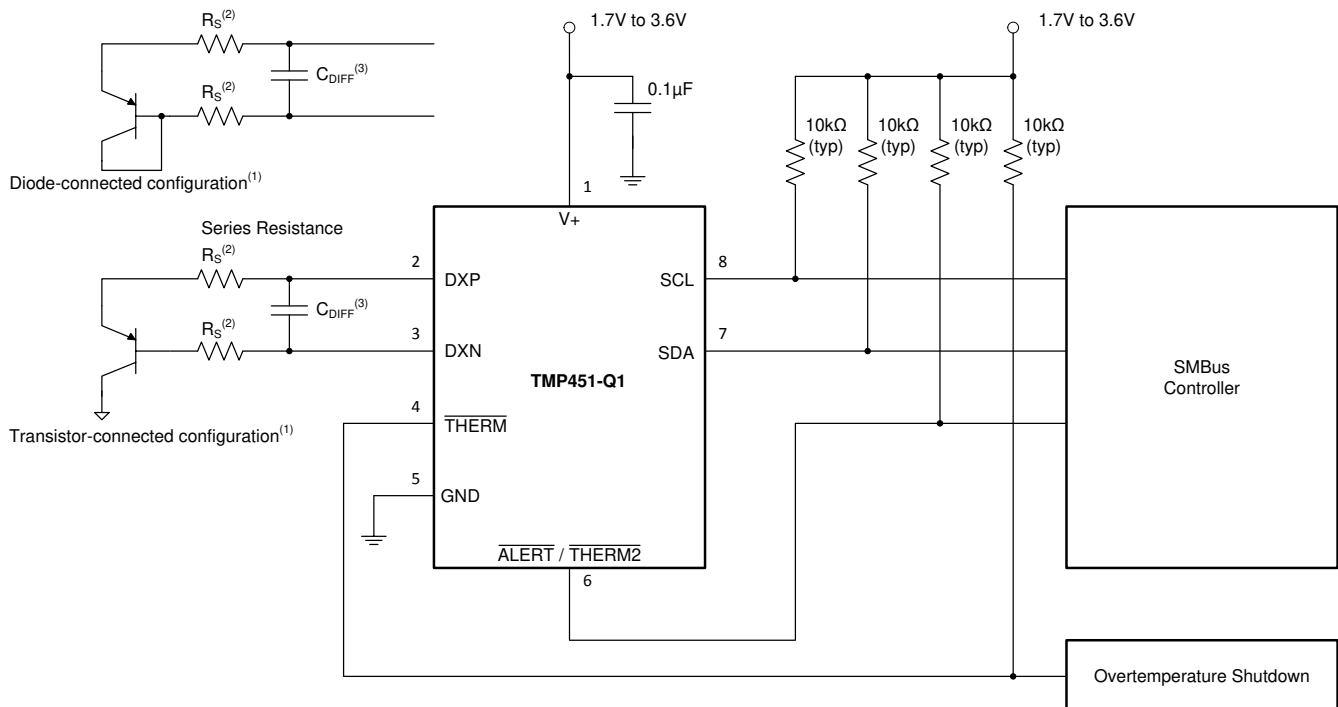 R_S^(2)
C_DIFF^(3)
R_S^(2)
Diode-connected configuration^(1)
Series Resistance
R_S^(2)
C_DIFF^(3)
R_S^(2)
Transistor-connected configuration^(1)
1.7V to 3.6V
0.1µF
1
V+
2
DXP
3
DXN
4
THERM
5
GND
ALERT / THERM2
6
TMP451-Q1
SCL
8
SDA
7
1.7V to 3.6V
10kΩ
(typ)
10kΩ
(typ)
10kΩ
(typ)
10kΩ
(typ)
SMBus
Controller
Overtemperature Shutdown